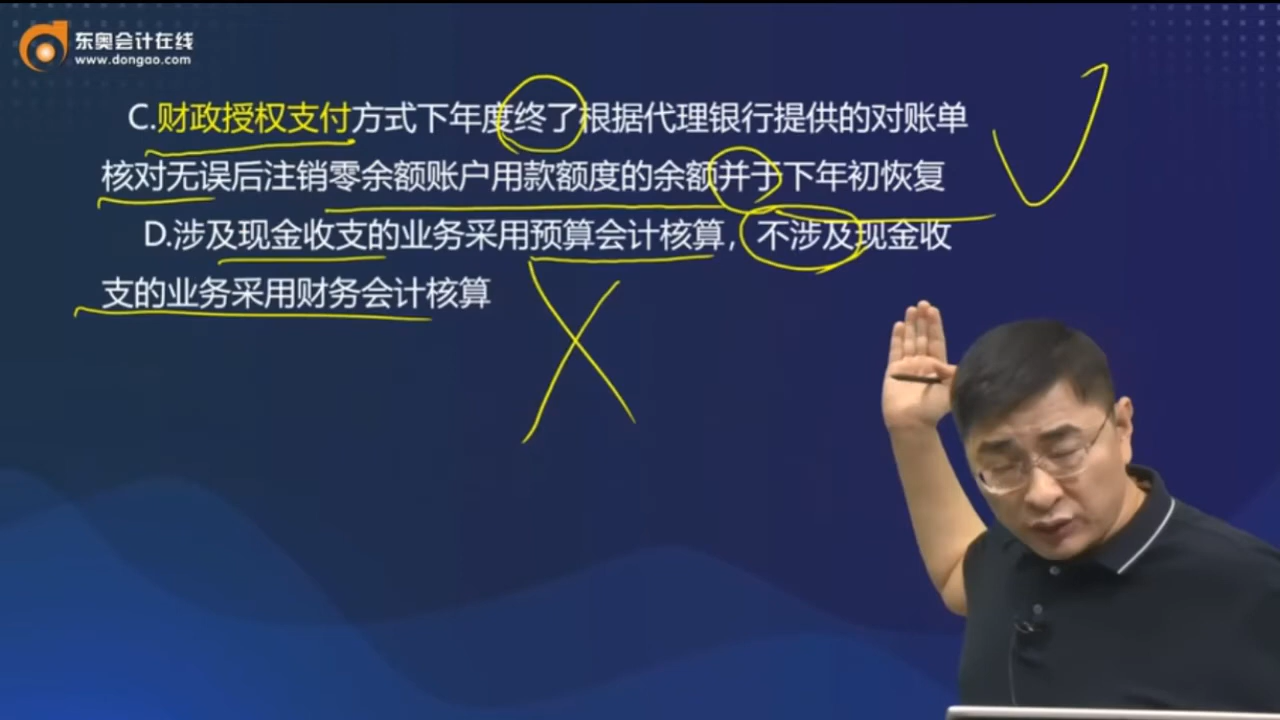 东奥会计在线
www.dongao.com
C.财政授权支付方式下年度终了根据代理银行提供的对账单
核对无误后注销零余额账户用款额度的余额并于下年初恢复
D.涉及现金收支的业务采用预算会计核算，不涉及现金收
支的业务采用财务会计核算